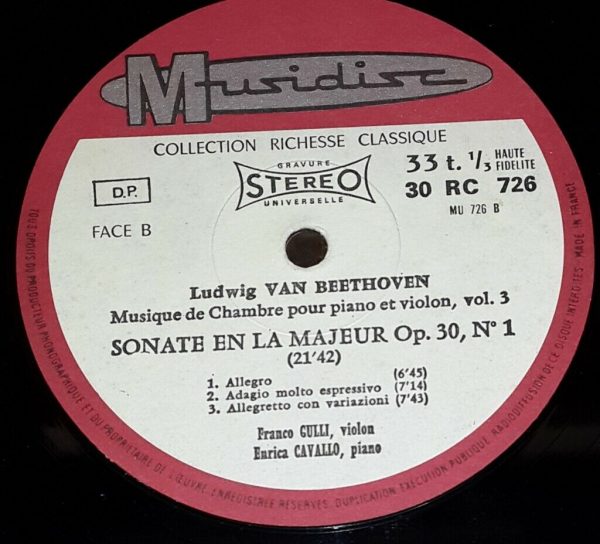 Musidisc
COLLECTION RICHESSE CLASSIQUE
GRAVURE
STEREO
UNIVERSELLE
33 t. 1/3 HAUTE FIDELITE
30 RC 726
MU 726 B
D.P.
FACE B
Ludwig VAN BEETHOVEN
Musique de Chambre pour piano et violon, vol. 3
SONATE EN LA MAJEUR Op. 30, N° 1
(21'42)
1. Allegro (6'45)
2. Adagio molto espressivo (7'14)
3. Allegretto con variazioni (7'43)
Franco GULLI, violon
Enrica CAVALLO, piano
TOUS DROITS DU PRODUCTEUR PHONOGRAPHIQUE ET DU PROPRIETAIRE DE L'ŒUVRE ENREGISTREE RESERVES. DUPLICATION EXECUTION PUBLIQUE RADIODIFFUSION DE CE DISQUE INTERDITES - MADE IN FRANCE